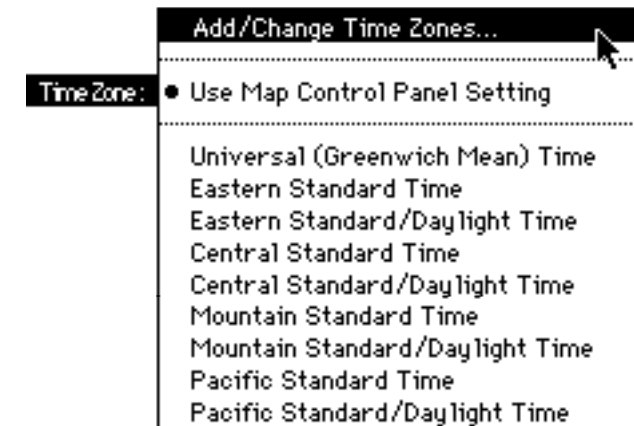 Add/Change Time Zones...
Time Zone: • Use Map Control Panel Setting
Universal (Greenwich Mean) Time
Eastern Standard Time
Eastern Standard/Daylight Time
Central Standard Time
Central Standard/Daylight Time
Mountain Standard Time
Mountain Standard/Daylight Time
Pacific Standard Time
Pacific Standard/Daylight Time